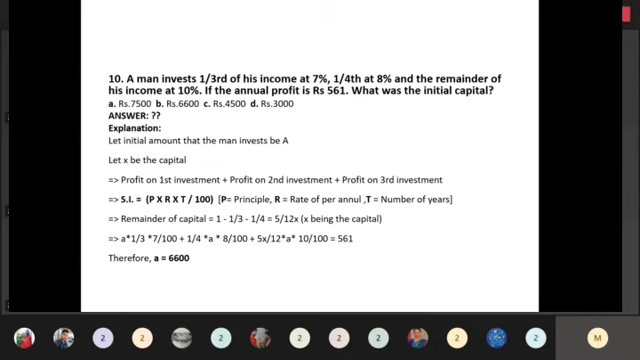 10. A man invests 1/3rd of his income at 7%, 1/4th at 8% and the remainder of
his income at 10%. If the annual profit is Rs 561. What was the initial capital?
a. Rs.7500 b. Rs.6600 c. Rs.4500 d. Rs.3000
ANSWER: ??
Explanation:
Let initial amount that the man invests be A
Let x be the capital
=> Profit on 1st investment + Profit on 2nd investment + Profit on 3rd investment
=> S.I. = (P X R X T / 100) [P= Principle, R = Rate of per annul ,T = Number of years]
=> Remainder of capital = 1 - 1/3 - 1/4 = 5/12x (x being the capital)
=> a*1/3 *7/100 + 1/4 *a * 8/100 + 5x/12*a* 10/100 = 561
Therefore, a = 6600
2 2 2 2 2 2 2 2 M